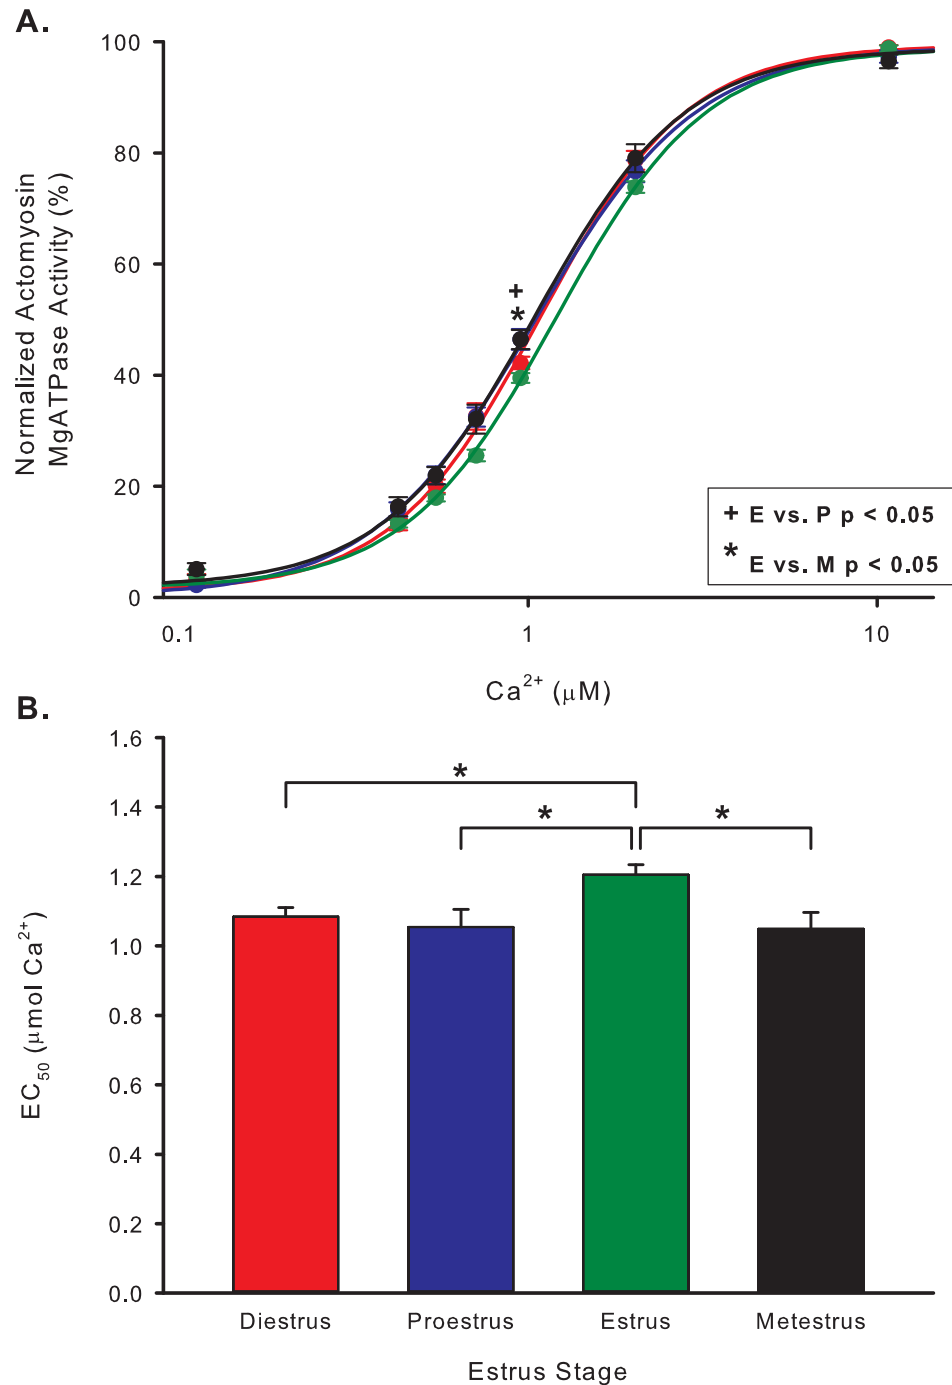 A.
100
80
60
40
20
0
Normalized Actomyosin
MgATPase Activity (%)
+
*
+ E vs. P p < 0.05
* E vs. M p < 0.05
0.1
1
10
Ca²⁺ (μM)
B.
1.6
1.4
1.2
1.0
0.8
0.6
0.4
0.2
0.0
EC₅₀ (μmol Ca²⁺)
*
*
*
Diestrus
Proestrus
Estrus
Metestrus
Estrus Stage